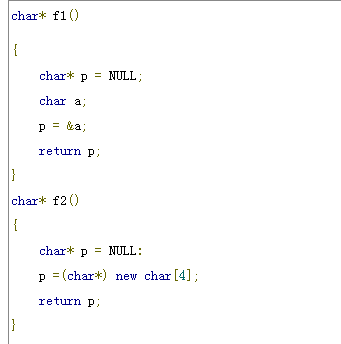 char* f1()
{
char* p = NULL;
char a;
p = &a;
return p;
}
char* f2()
{
char* p = NULL:
p =(char*) new char[4];
return p;
}